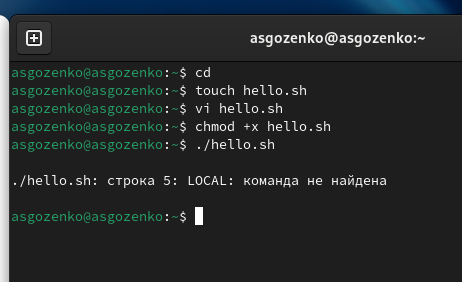 asgozenko@asgozenko:~
asgozenko@asgozenko:~$ cd
asgozenko@asgozenko:~$ touch hello.sh
asgozenko@asgozenko:~$ vi hello.sh
asgozenko@asgozenko:~$ chmod +x hello.sh
asgozenko@asgozenko:~$ ./hello.sh
./hello.sh: строка 5: LOCAL: команда не найдена
asgozenko@asgozenko:~$